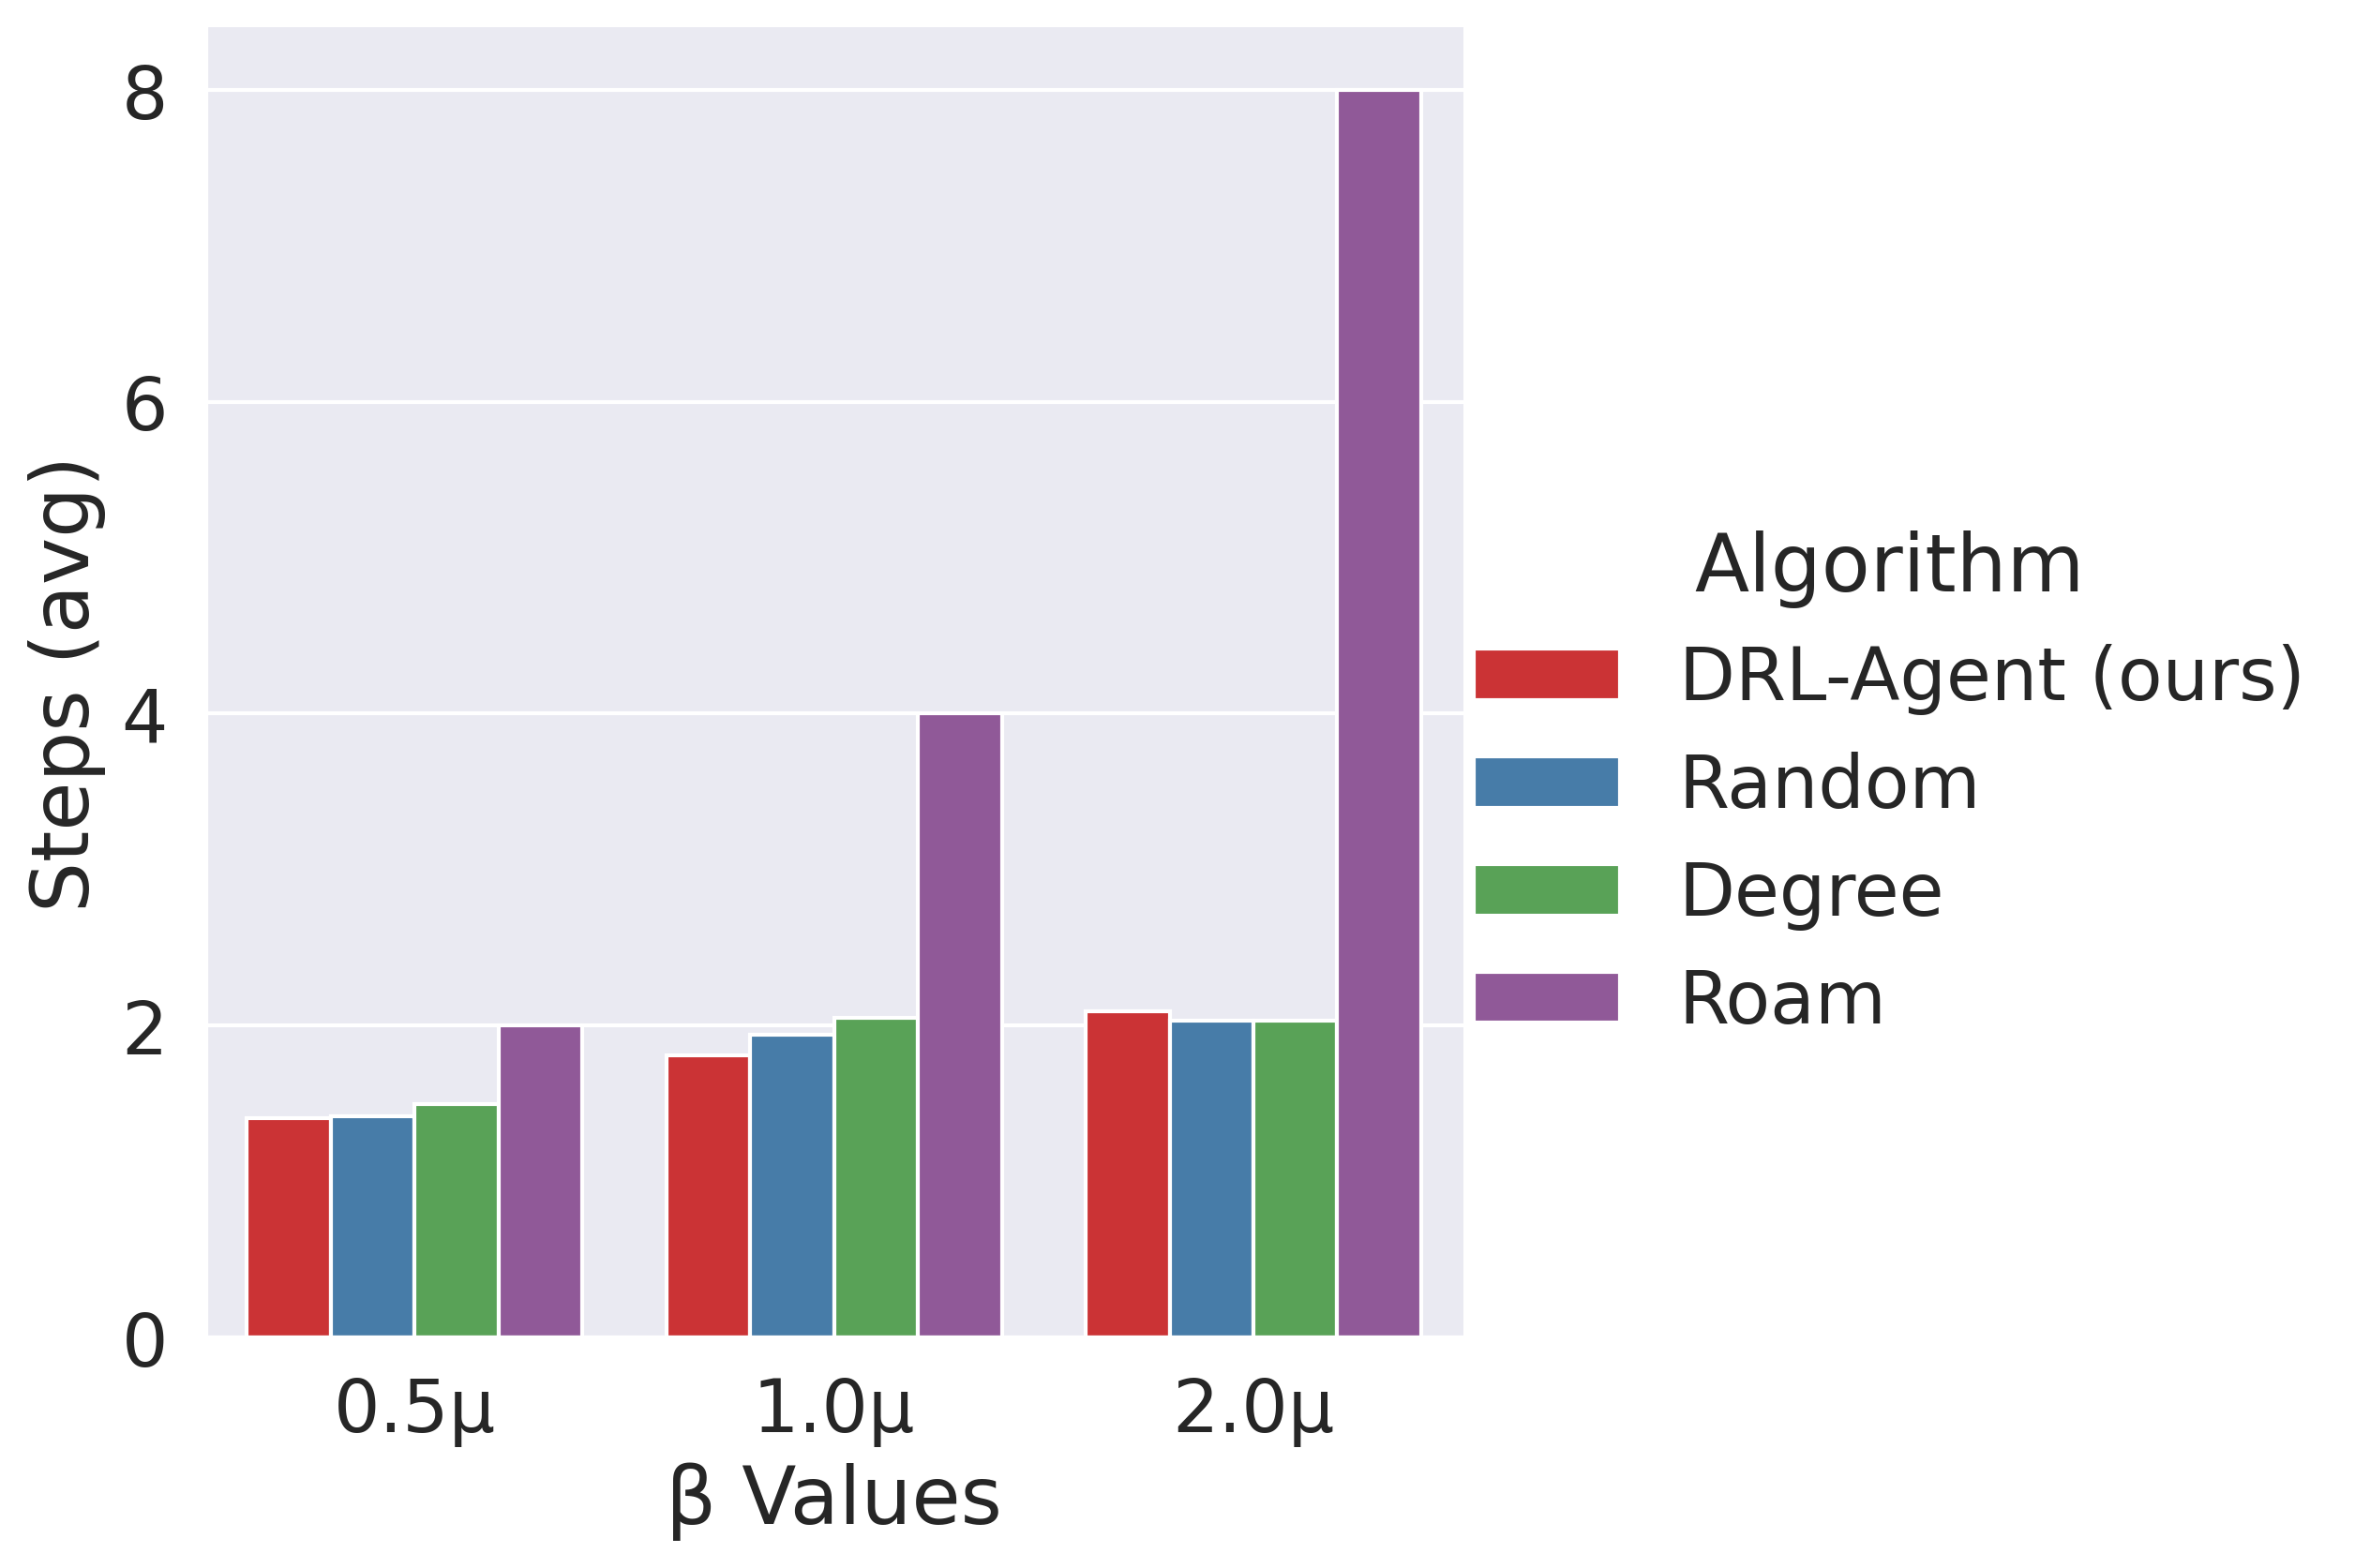 Steps (avg)
8
6
4
2
0
0.5µ
1.0µ
2.0µ
β Values
Algorithm
DRL-Agent (ours)
Random
Degree
Roam